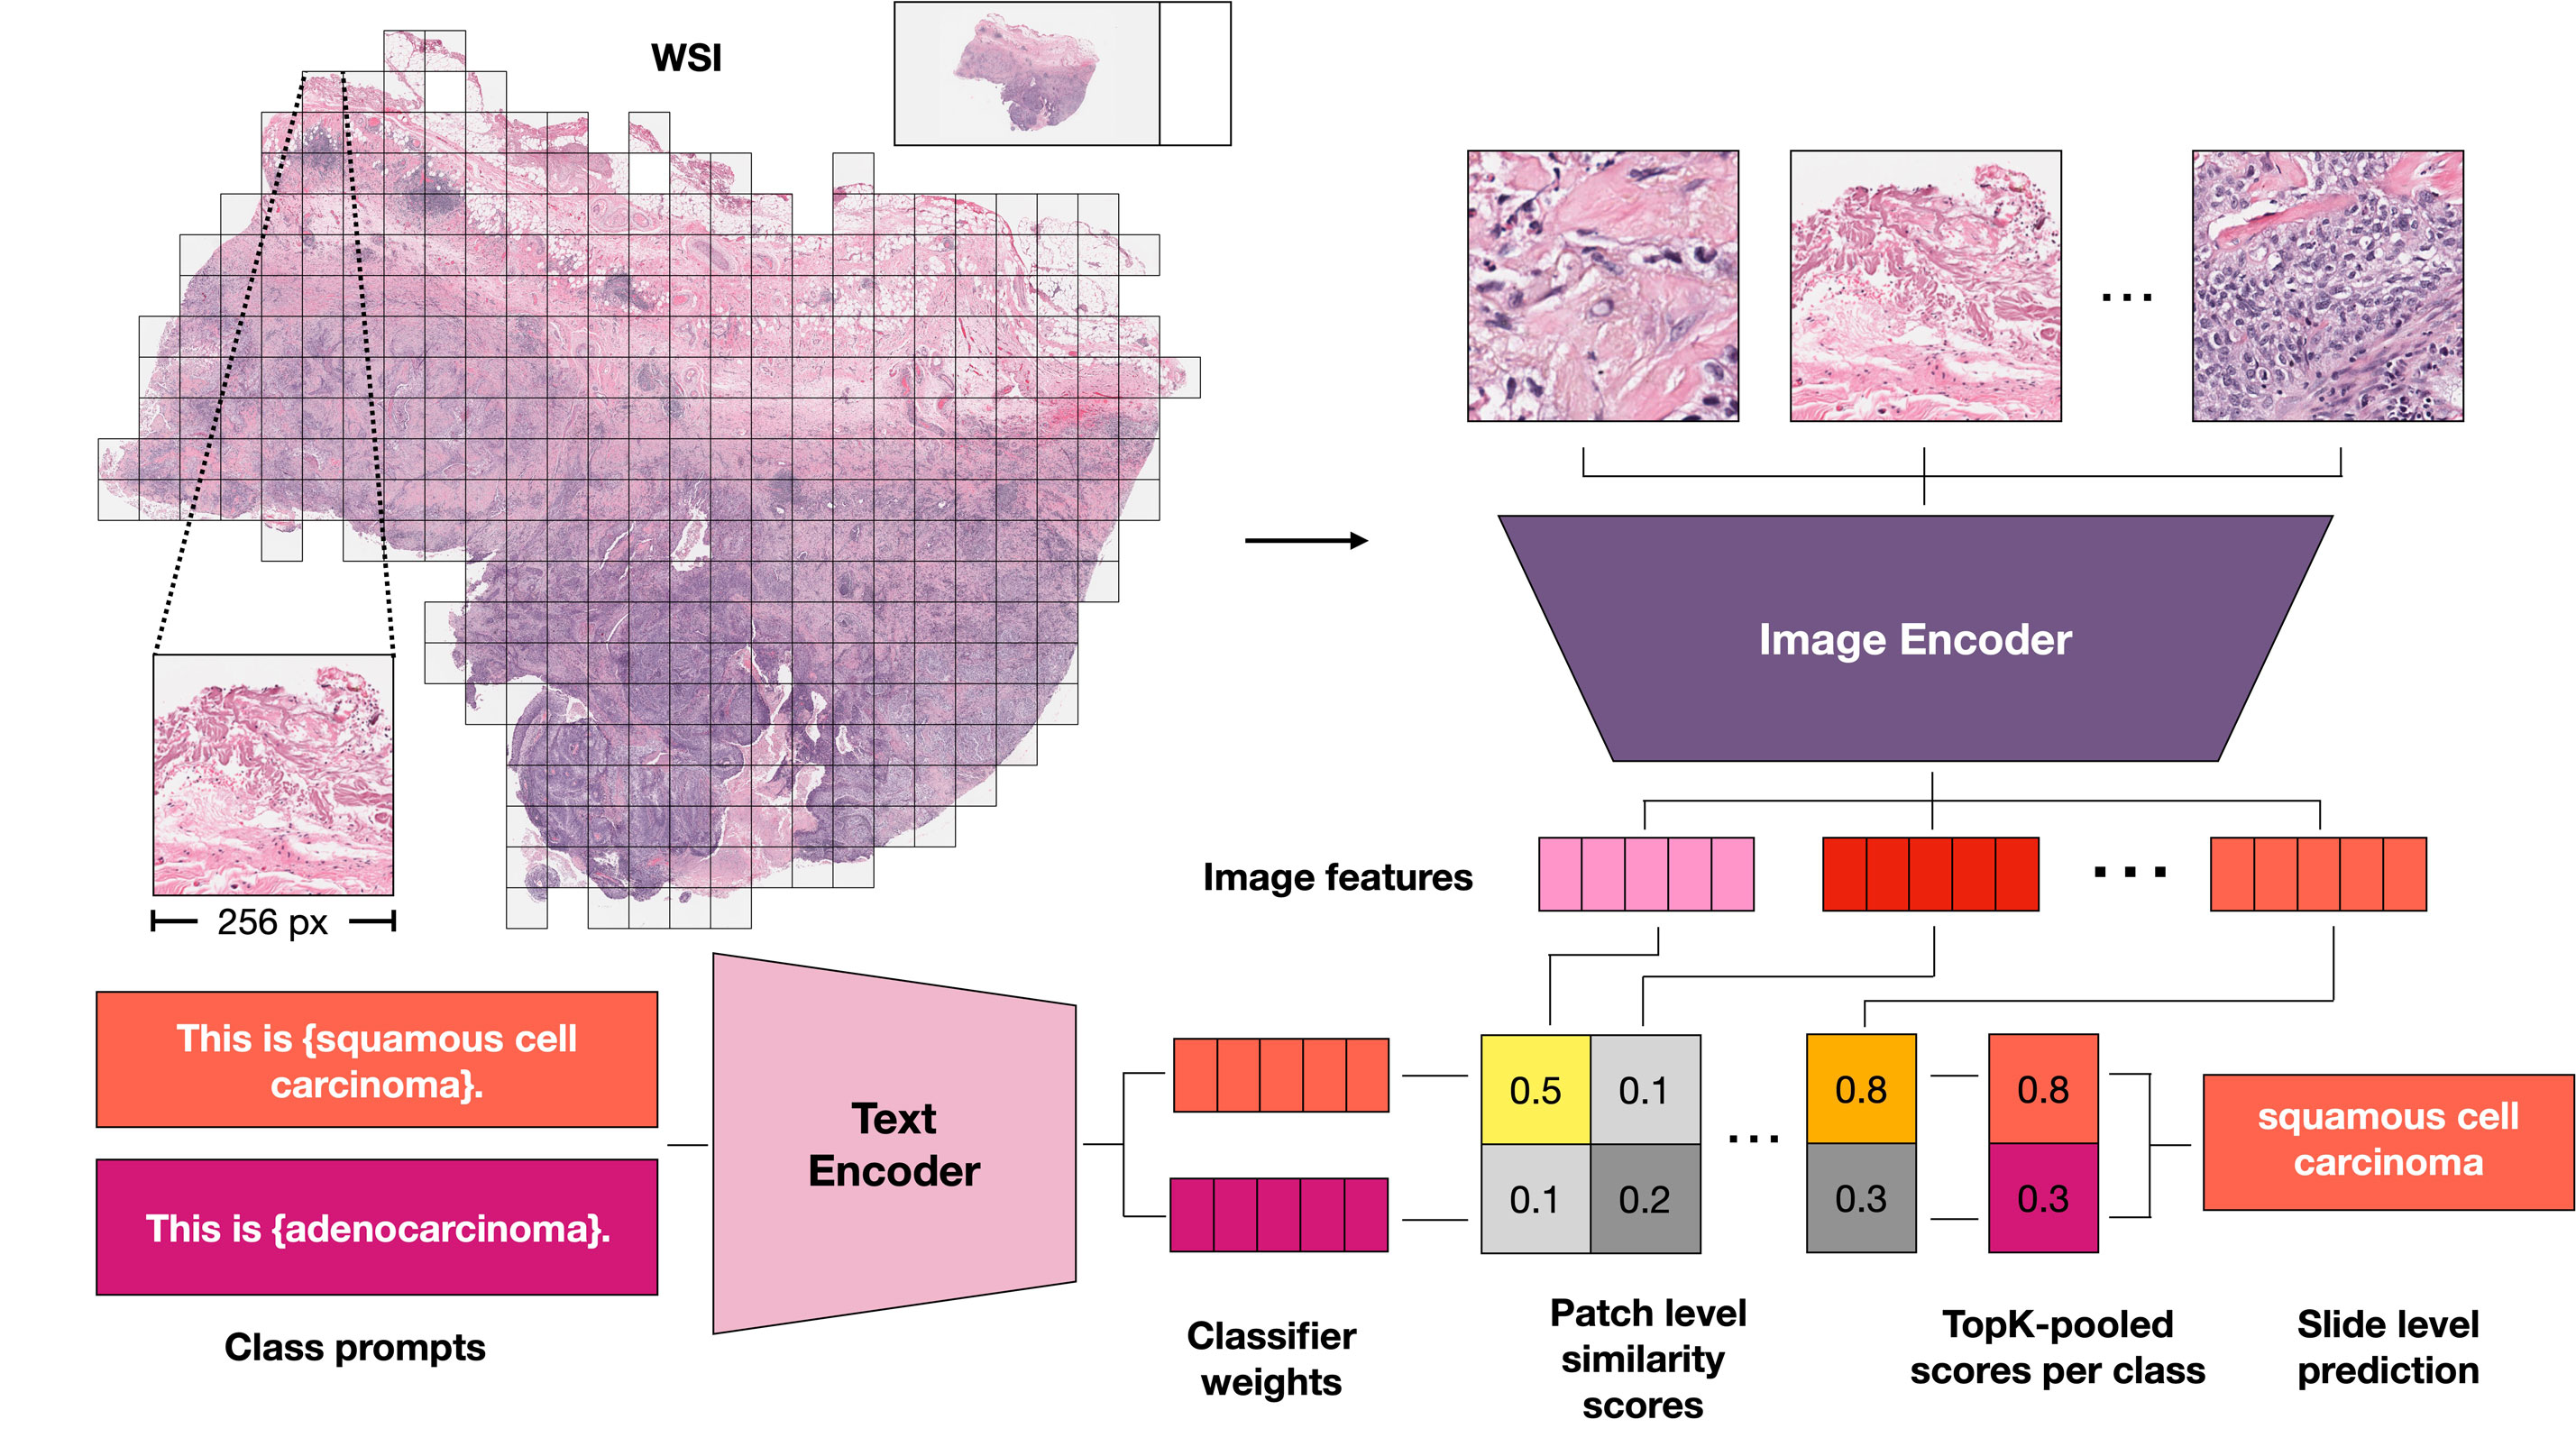 WSI
256 px
Image Encoder
Image features
This is {squamous cell
carcinoma}.
This is {adenocarcinoma}.
Class prompts
Text
Encoder
Classifier
weights
0.5
0.1
...
0.8
0.1
0.2
0.3
Patch level
similarity
scores
0.8
0.3
TopK-pooled
scores per class
squamous cell
carcinoma
Slide level
prediction